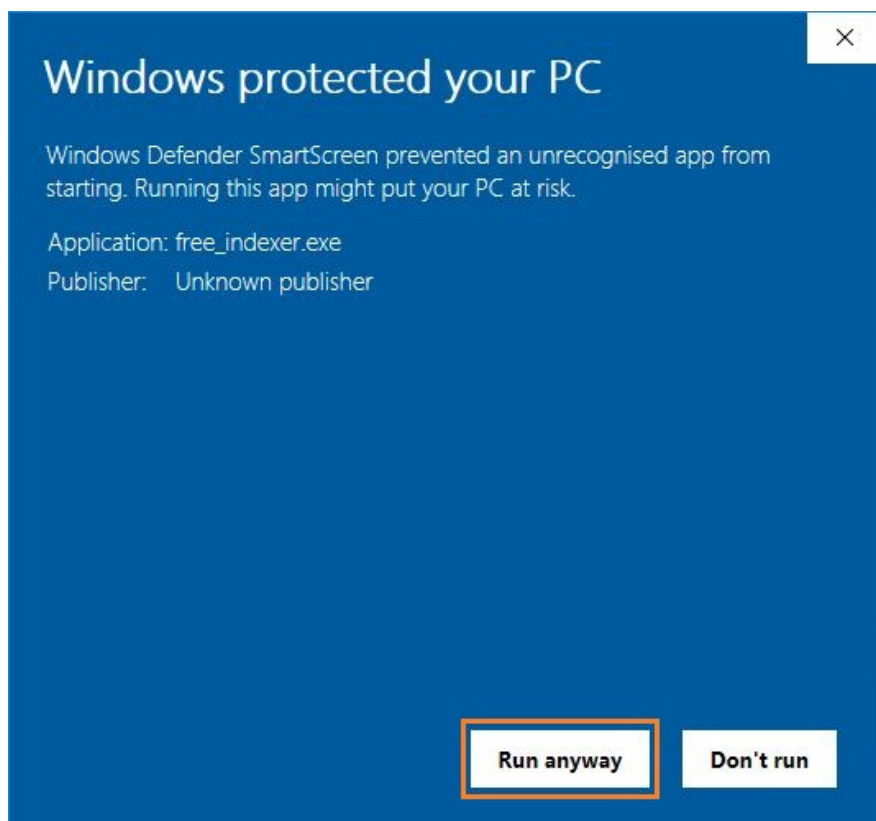 Windows protected your PC
Windows Defender SmartScreen prevented an unrecognised app from
starting. Running this app might put your PC at risk.
Application: free_indexer.exe
Publisher: Unknown publisher
Run anyway
Don't run